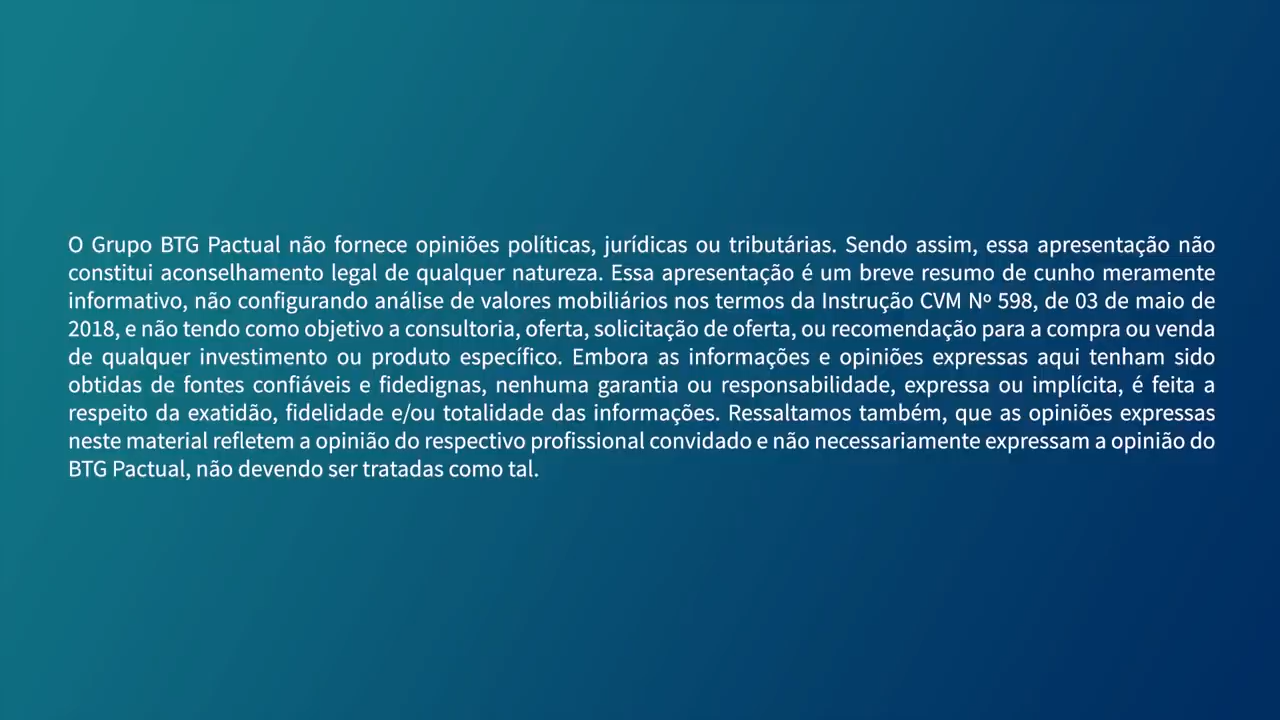 O Grupo BTG Pactual não fornece opiniões políticas, jurídicas ou tributárias. Sendo assim, essa apresentação não
constitui aconselhamento legal de qualquer natureza. Essa apresentação é um breve resumo de cunho meramente
informativo, não configurando análise de valores mobiliários nos termos da Instrução CVM Nº 598, de 03 de maio de
2018, e não tendo como objetivo a consultoria, oferta, solicitação de oferta, ou recomendação para a compra ou venda
de qualquer investimento ou produto específico. Embora as informações e opiniões expressas aqui tenham sido
obtidas de fontes confiáveis e fidedignas, nenhuma garantia ou responsabilidade, expressa ou implícita, é feita a
respeito da exatidão, fidelidade e/ou totalidade das informações. Ressaltamos também, que as opiniões expressas
neste material refletem a opinião do respectivo profissional convidado e não necessariamente expressam a opinião do
BTG Pactual, não devendo ser tratadas como tal.